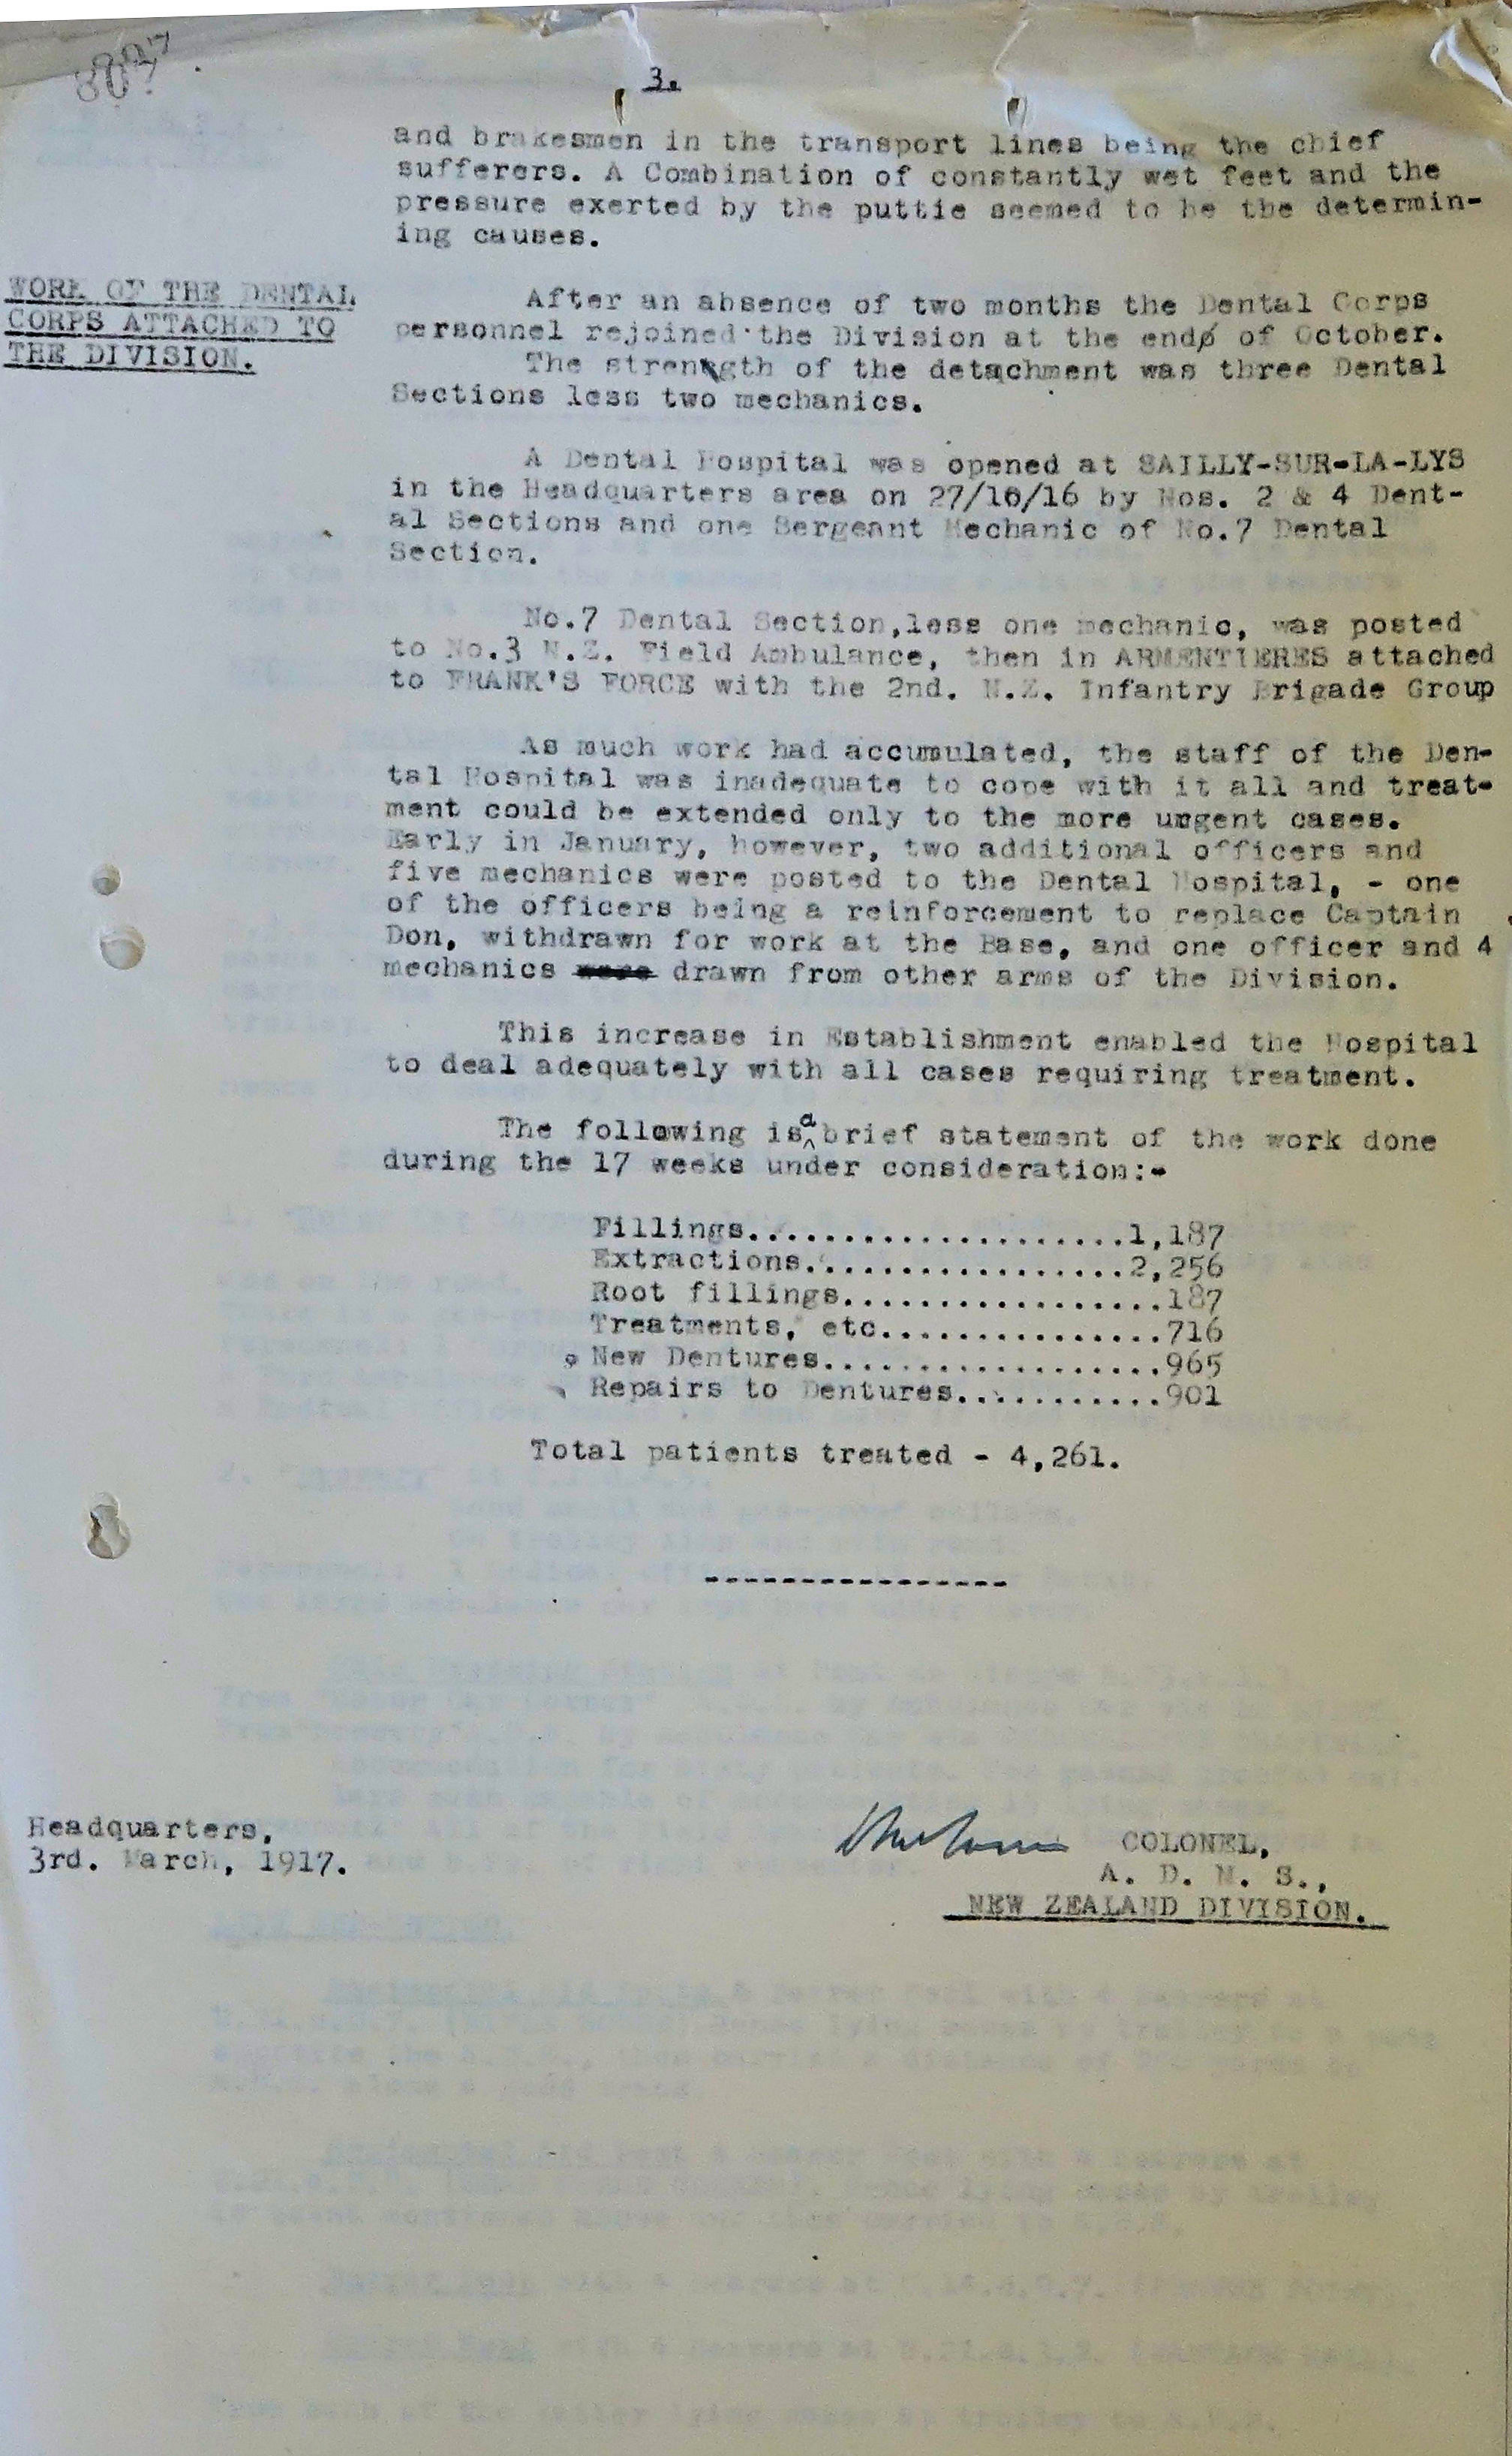 3.
and brakesmen in the transport lines being the chief
sufferers. A Combination of constantly wet feet and the
pressure exerted by the puttie seemed to be the determin-
ing causes.
WORK OF THE DENTAL
CORPS ATTACHED TO
THE DIVISION.
After an absence of two months the Dental Corps
personnel rejoined the Division at the end of October.
The strength of the detachment was three Dental
Sections less two mechanics.
A Dental Hospital was opened at SAILLY-SUR-LA-LYS
in the Headquarters area on 27/10/16 by Nos. 2 & 4 Dent-
al Sections and one Sergeant Mechanic of No.7 Dental
Section.
No.7 Dental Section,less one mechanic, was posted
to No.3 N.Z. Field Ambulance, then in ARMENTIERES attached
to FRANK'S FORCE with the 2nd. N.Z. Infantry Brigade Group
As much work had accumulated, the staff of the Den-
tal Hospital was inadequate to cope with it all and treat-
ment could be extended only to the more urgent cases.
Early in January, however, two additional officers and
five mechanics were posted to the Dental Hospital, - one
of the officers being a reinforcement to replace Captain
Don, withdrawn for work at the Base, and one officer and 4
mechanics drawn from other arms of the Division.
This increase in Establishment enabled the Hospital
to deal adequately with all cases requiring treatment.
The following is a brief statement of the work done
during the 17 weeks under consideration:-
Fillings....................1,187
Extractions.................2,256
Root fillings.................187
Treatments, etc...............716
New Dentures..................965
Repairs to Dentures...........901
Total patients treated - 4,261.
----------------
Headquarters,
3rd. March, 1917.
COLONEL,
A. D. M. S.,
NEW ZEALAND DIVISION.